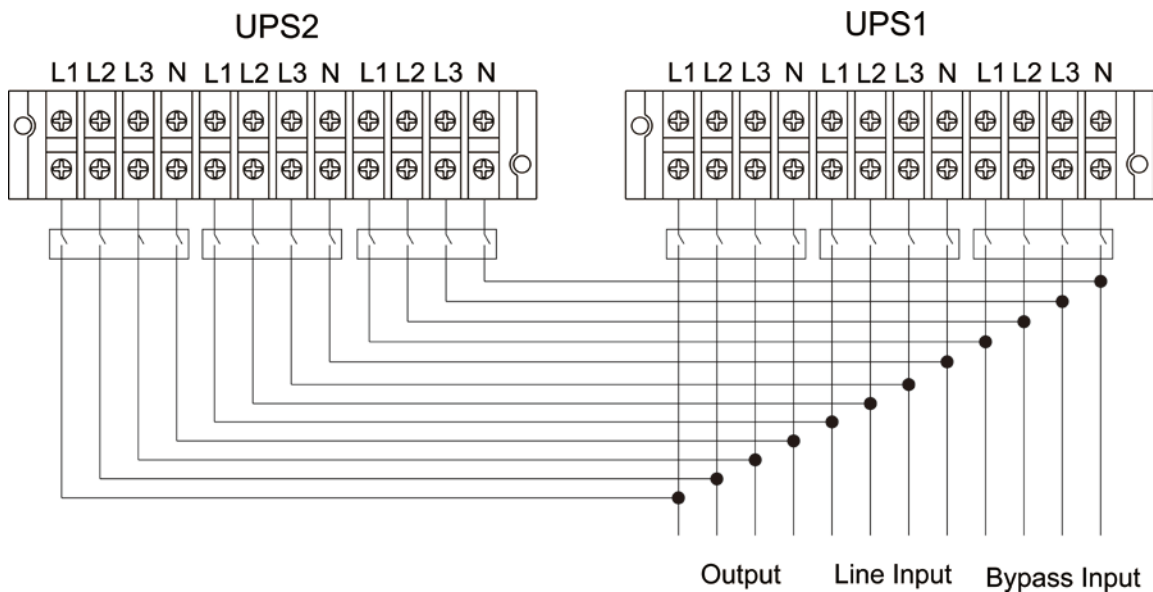 UPS2 UPS1
L1 L2 L3 N L1 L2 L3 N L1 L2 L3 N L1 L2 L3 N L1 L2 L3 N L1 L2 L3 N
Output Line Input Bypass Input